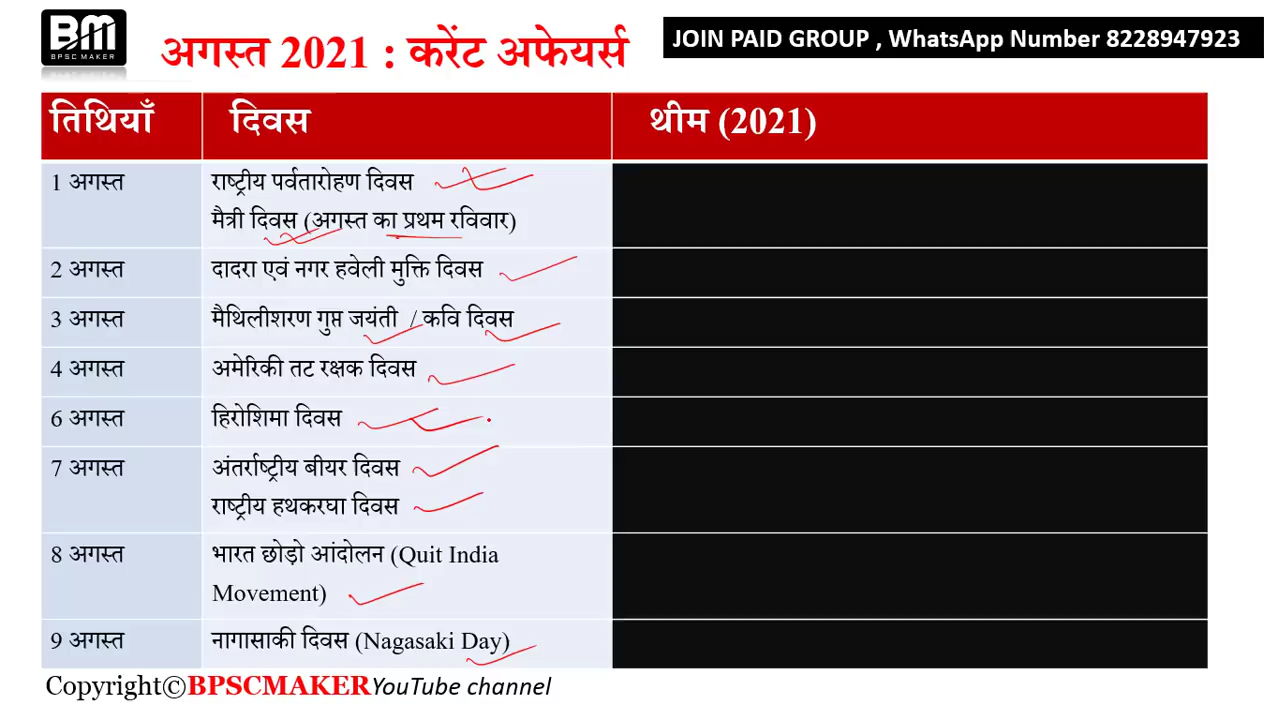 BM
BPSC MAKER
अगस्त 2021 : करेंट अफेयर्स
JOIN PAID GROUP , WhatsApp Number 8228947923
तिथियाँ दिवस थीम (2021)
1 अगस्त राष्ट्रीय पर्वतारोहण दिवस
मैत्री दिवस (अगस्त का प्रथम रविवार)
2 अगस्त दादरा एवं नगर हवेली मुक्ति दिवस
3 अगस्त मैथिलीशरण गुप्त जयंती / कवि दिवस
4 अगस्त अमेरिकी तट रक्षक दिवस
6 अगस्त हिरोशिमा दिवस
7 अगस्त अंतर्राष्ट्रीय बीयर दिवस
राष्ट्रीय हथकरघा दिवस
8 अगस्त भारत छोड़ो आंदोलन (Quit India
Movement)
9 अगस्त नागासाकी दिवस (Nagasaki Day)
Copyright©BPSCMAKERYouTube channel